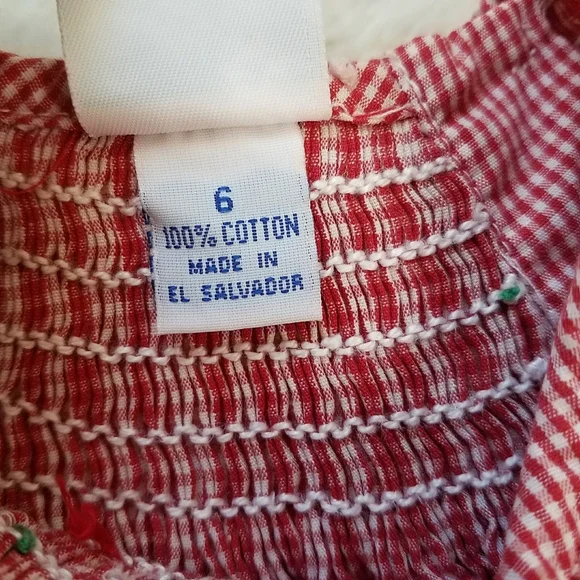 6
100% COTTON
MADE IN
EL SALVADOR